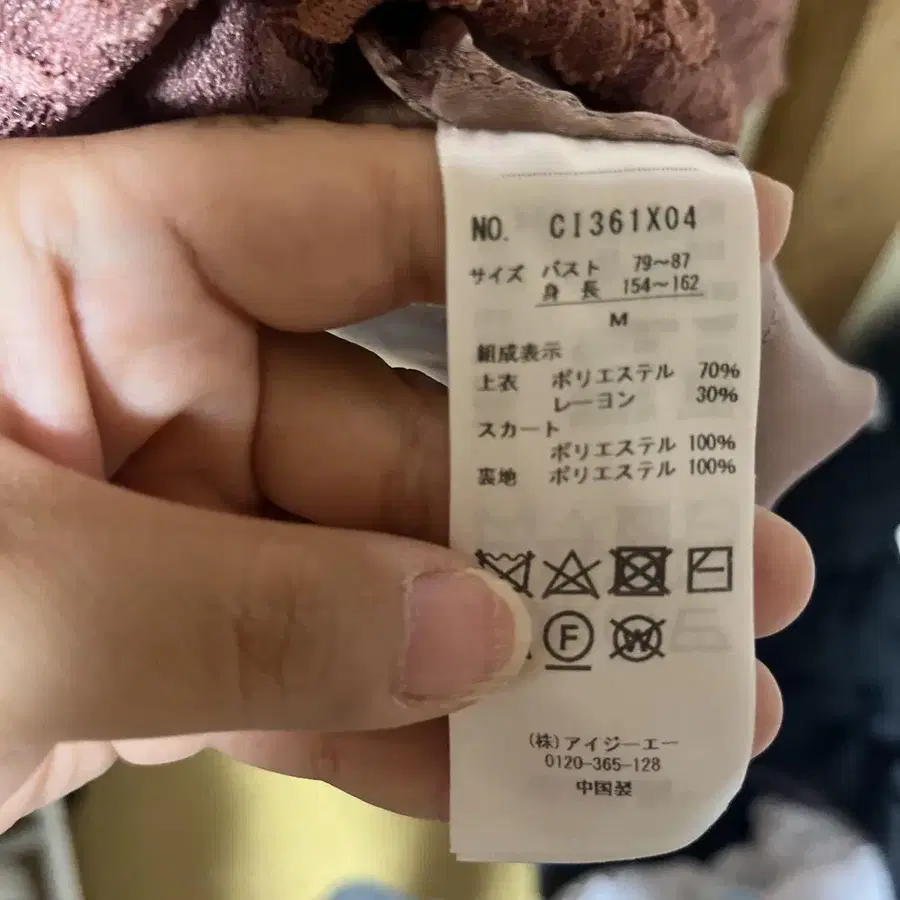 NO. CI361X04
サイズ バスト 79～87
身長 154～162
M
組成表示
上衣 ポリエステル 70%
レーヨン 30%
スカート
ポリエステル 100%
裏地 ポリエステル 100%
F
W
(株)アイジーエー
0120-365-128
中国製